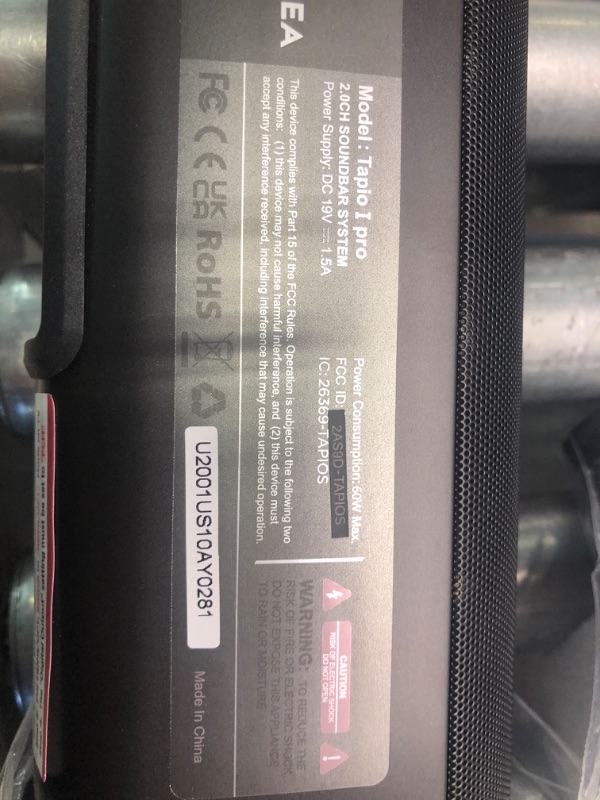 EA
Model : Tapio I pro
2.0CH SOUNDBAR SYSTEM
Power Supply: DC 19V ⎓ 1.5A
Power Consumption: 60W Max.
FCC ID: 2AS9D-TAPIOS
IC: 26369-TAPIOS
This device complies with Part 15 of the FCC Rules. Operation is subject to the following two
conditions: (1) this device may not cause harmful interference, and (2) this device must
accept any interference received, including interference that may cause undesired operation.
FC CE UK CA RoHS
U2001US10AY0281
Made In China
CAUTION
RISK OF ELECTRIC SHOCK
DO NOT OPEN
WARNING: TO REDUCE THE
RISK OF FIRE OR ELECTRIC SHOCK,
DO NOT EXPOSE THIS APPLIANCE
TO RAIN OR MOISTURE.